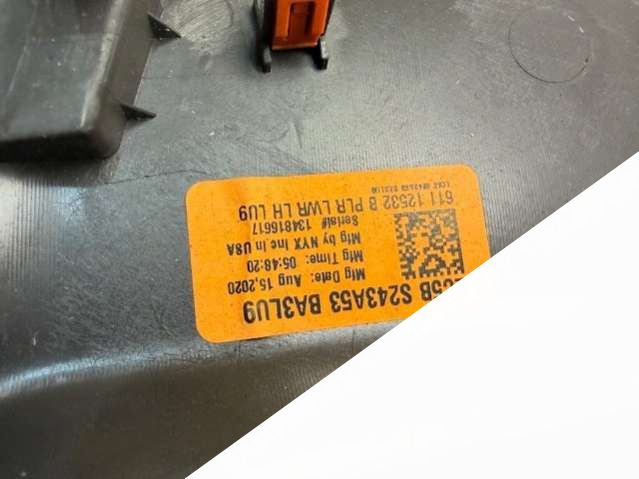 S243A53 BA3LU9
Mfg Date: Aug 15,2020
Mfg Time: 05:48:20
Mfg by NYX Inc in USA
Serial# 134816617
611 12532 B PLR LWR LH LU9